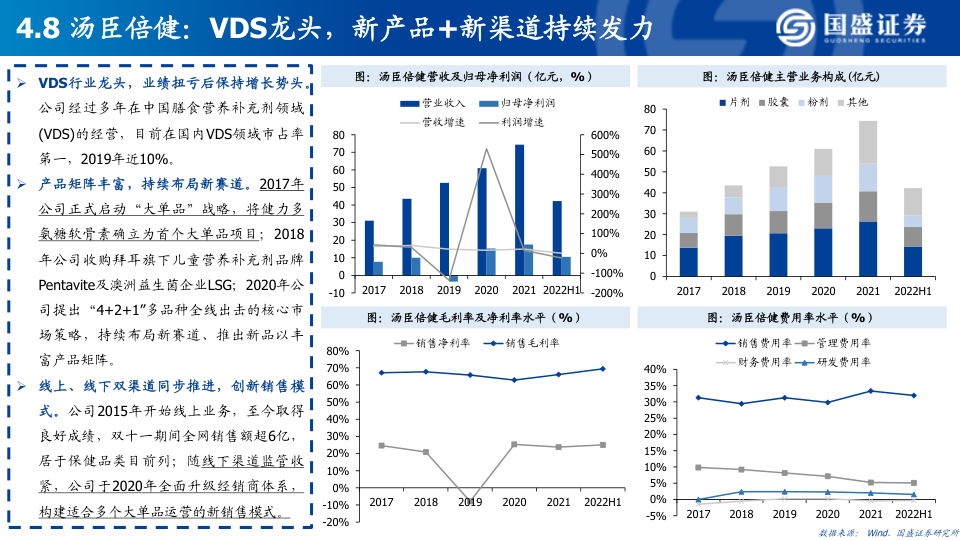 4.8 汤臣倍健：VDS龙头，新产品+新渠道持续发力
国盛证券
GUOSHENG SECURITIES
➢ VDS行业龙头，业绩扭亏后保持增长势头。
公司经过多年在中国膳食营养补充剂领域
(VDS)的经营，目前在国内VDS领域市占率
第一，2019年近10%。
➢ 产品矩阵丰富，持续布局新赛道。2017年
公司正式启动“大单品”战略，将健力多
氨糖软骨素确立为首个大单品项目；2018
年公司收购拜耳旗下儿童营养补充剂品牌
Pentavite及澳洲益生菌企业LSG；2020年公
司提出“4+2+1”多品种全线出击的核心市
场策略，持续布局新赛道、推出新品以丰
富产品矩阵。
➢ 线上、线下双渠道同步推进，创新销售模
式。公司2015年开始线上业务，至今取得
良好成绩，双十一期间全网销售额超6亿，
居于保健品类目前列；随线下渠道监管收
紧，公司于2020年全面升级经销商体系，
构建适合多个大单品运营的新销售模式。
图：汤臣倍健营收及归母净利润（亿元，%）
营业收入 归母净利润
营收增速 利润增速
80 600%
70 500%
60 400%
50 300%
40 200%
30 100%
20 0%
10 -100%
0 -200%
-10
2017 2018 2019 2020 2021 2022H1
图：汤臣倍健主营业务构成(亿元)
片剂 胶囊 粉剂 其他
80
70
60
50
40
30
20
10
0
2017 2018 2019 2020 2021 2022H1
图：汤臣倍健毛利率及净利率水平（%）
销售净利率 销售毛利率
80%
70%
60%
50%
40%
30%
20%
10%
0%
-10%
-20%
2017 2018 2019 2020 2021 2022H1
图：汤臣倍健费用率水平（%）
销售费用率 管理费用率
财务费用率 研发费用率
40%
35%
30%
25%
20%
15%
10%
5%
0%
-5%
2017 2018 2019 2020 2021 2022H1
数据来源：Wind、国盛证券研究所